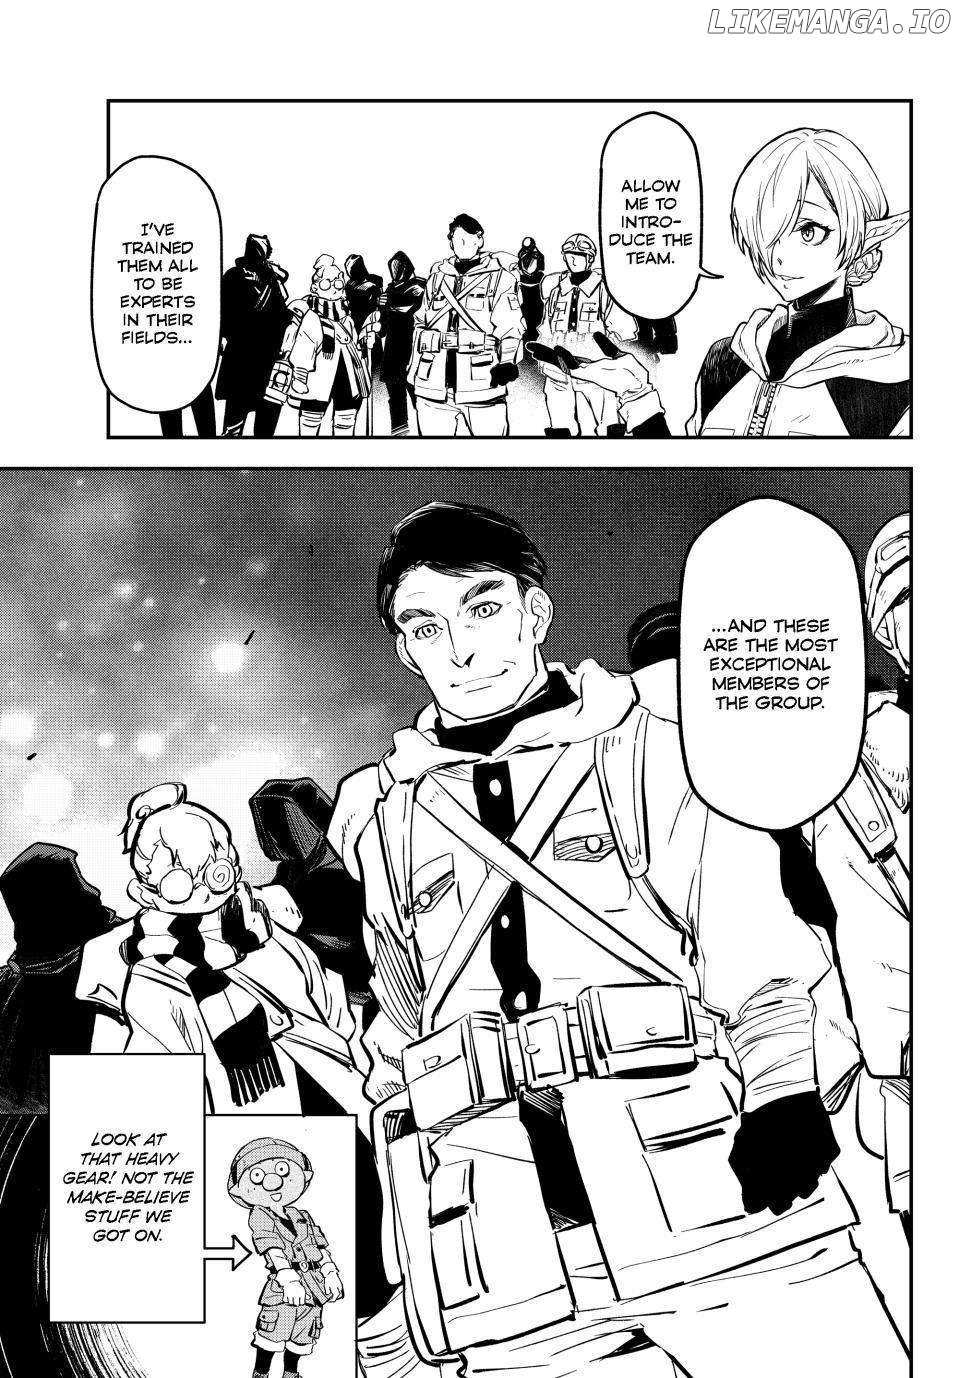 LIKEMANGA.IO
ALLOW
ME TO
INTRO-
DUCE THE
TEAM.
I'VE
TRAINED
THEM ALL
TO BE
EXPERTS
IN THEIR
FIELDS...
...AND THESE
ARE THE MOST
EXCEPTIONAL
MEMBERS OF
THE GROUP.
LOOK AT
THAT HEAVY
GEAR! NOT THE
MAKE-BELIEVE
STUFF WE
GOT ON.